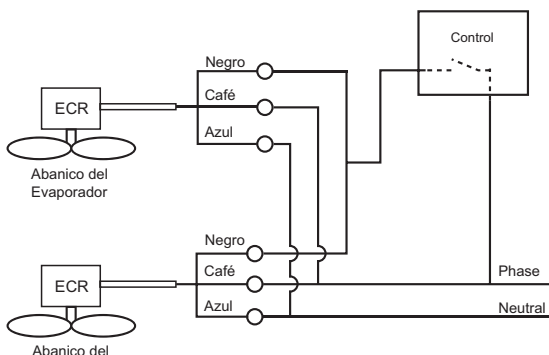 Control
Negro
Café
Azul
ECR
Abanico del
Evaporador
Negro
Café
Azul
ECR
Phase
Neutral
Abanico del